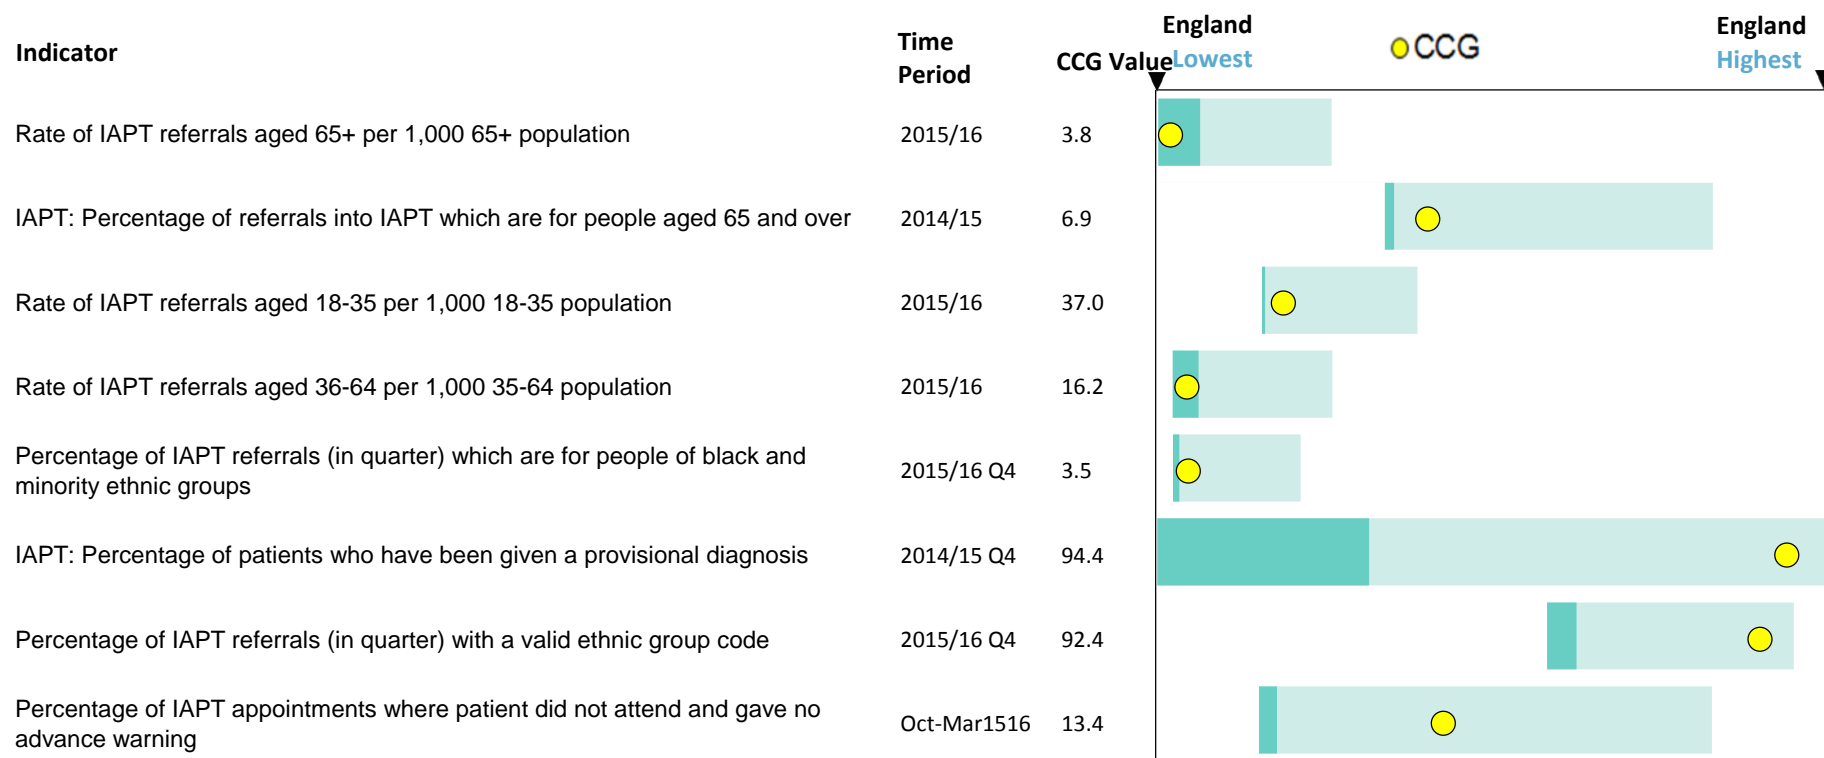 Indicator
Time
Period
CCG Value
England
Lowest
CCG
England
Highest
Rate of IAPT referrals aged 65+ per 1,000 65+ population 2015/16 3.8
IAPT: Percentage of referrals into IAPT which are for people aged 65 and over 2014/15 6.9
Rate of IAPT referrals aged 18-35 per 1,000 18-35 population 2015/16 37.0
Rate of IAPT referrals aged 36-64 per 1,000 35-64 population 2015/16 16.2
Percentage of IAPT referrals (in quarter) which are for people of black and
minority ethnic groups
2015/16 Q4 3.5
IAPT: Percentage of patients who have been given a provisional diagnosis 2014/15 Q4 94.4
Percentage of IAPT referrals (in quarter) with a valid ethnic group code 2015/16 Q4 92.4
Percentage of IAPT appointments where patient did not attend and gave no
advance warning
Oct-Mar1516 13.4